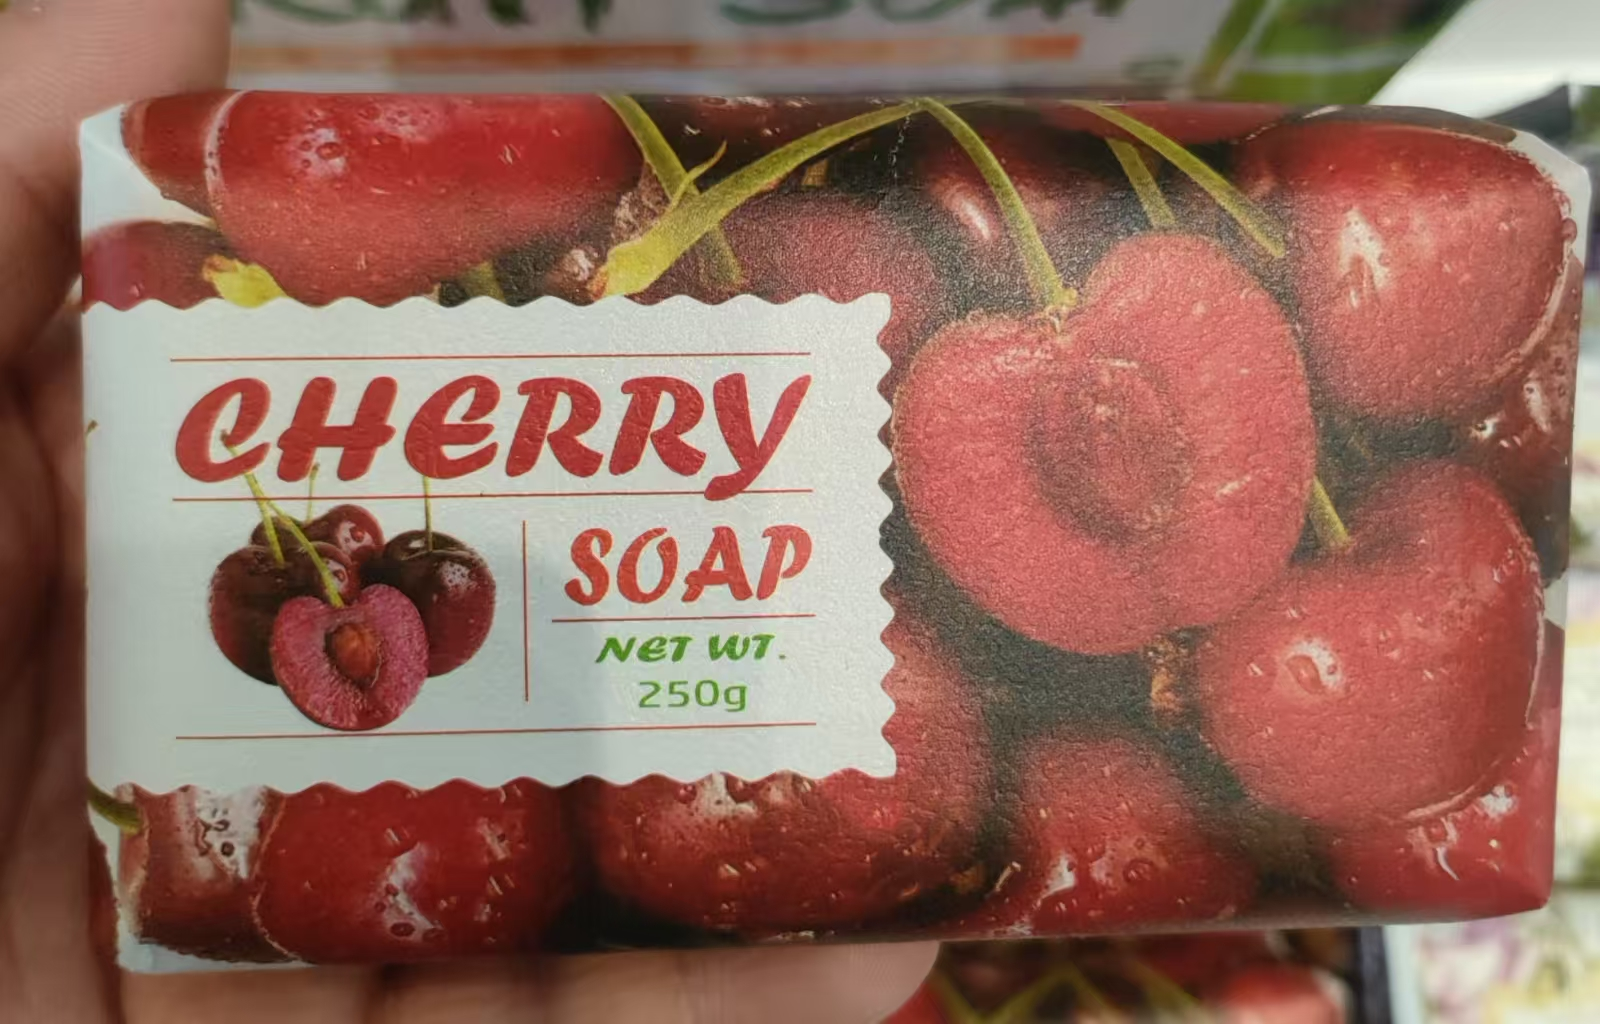 CHERRY
SOAP
NET WT.
250g